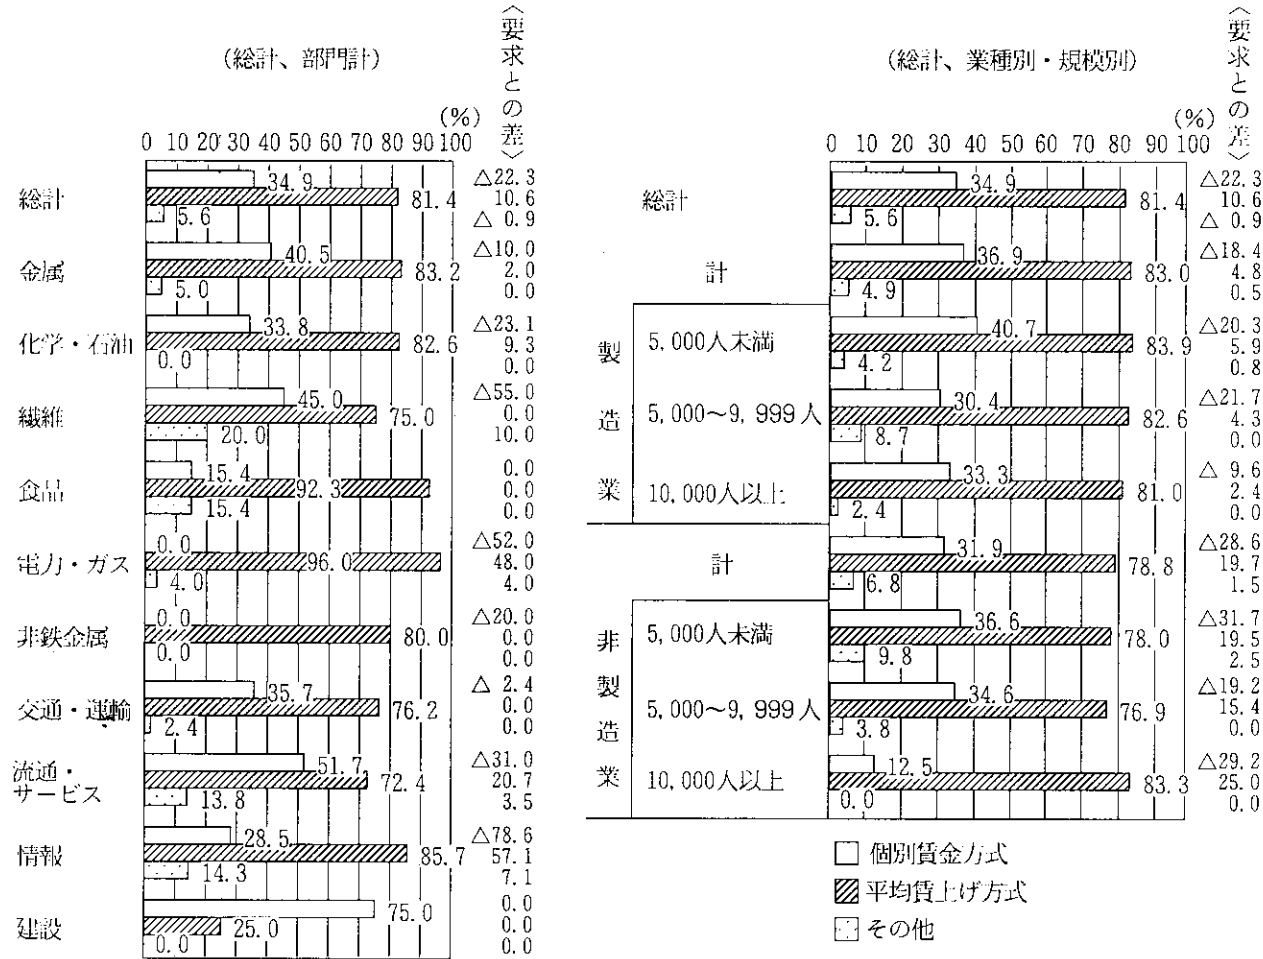 （総計、部門計）
〈要求との差〉
(%)
0 10 20 30 40 50 60 70 80 90 100
総計
34.9 △22.3
81.4 10.6
5.6 △ 0.9
金属
40.5 △10.0
83.2 2.0
5.0 0.0
化学・石油
33.8 △23.1
82.6 9.3
0.0 0.0
繊維
45.0 △55.0
75.0 0.0
20.0 10.0
食品
15.4 0.0
92.3 0.0
15.4 0.0
電力・ガス
0.0 △52.0
96.0 48.0
4.0 4.0
非鉄金属
0.0 △20.0
80.0 0.0
0.0 0.0
交通・運輸
35.7 △ 2.4
76.2 0.0
2.4 0.0
流通・
サービス
51.7 △31.0
72.4 20.7
13.8 3.5
情報
28.5 △78.6
85.7 57.1
14.3 7.1
建設
75.0 0.0
25.0 0.0
0.0 0.0
（総計、業種別・規模別）
〈要求との差〉
(%)
0 10 20 30 40 50 60 70 80 90 100
総計
34.9 △22.3
81.4 10.6
5.6 △ 0.9
製造業
計
36.9 △18.4
83.0 4.8
4.9 0.5
5,000人未満
40.7 △20.3
83.9 5.9
4.2 0.8
5,000〜9,999人
30.4 △21.7
82.6 4.3
8.7 0.0
10,000人以上
33.3 △ 9.6
81.0 2.4
2.4 0.0
非製造業
計
31.9 △28.6
78.8 19.7
6.8 1.5
5,000人未満
36.6 △31.7
78.0 19.5
9.8 2.5
5,000〜9,999人
34.6 △19.2
76.9 15.4
3.8 0.0
10,000人以上
12.5 △29.2
83.3 25.0
0.0 0.0
個別賃金方式
平均賃上げ方式
その他